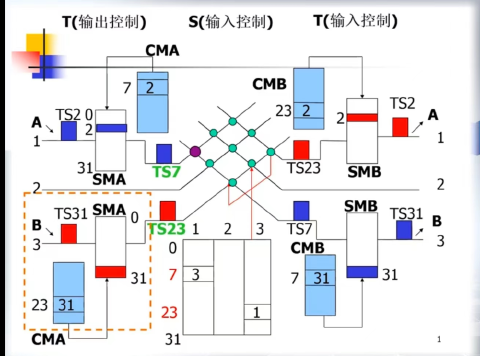 T(输出控制) S(输入控制) T(输入控制)
CMA
7 2
CMB
23 2
A TS2 0
2
1
31
SMA
TS7
TS2 A
2
1
TS23
SMB
2 2
B TS31
3
SMA 0
31
TS23
1 2 3
0
7 3
23 1
31
23 31
CMA
TS7
CMB
7 31
SMB TS31 B
3
31
1